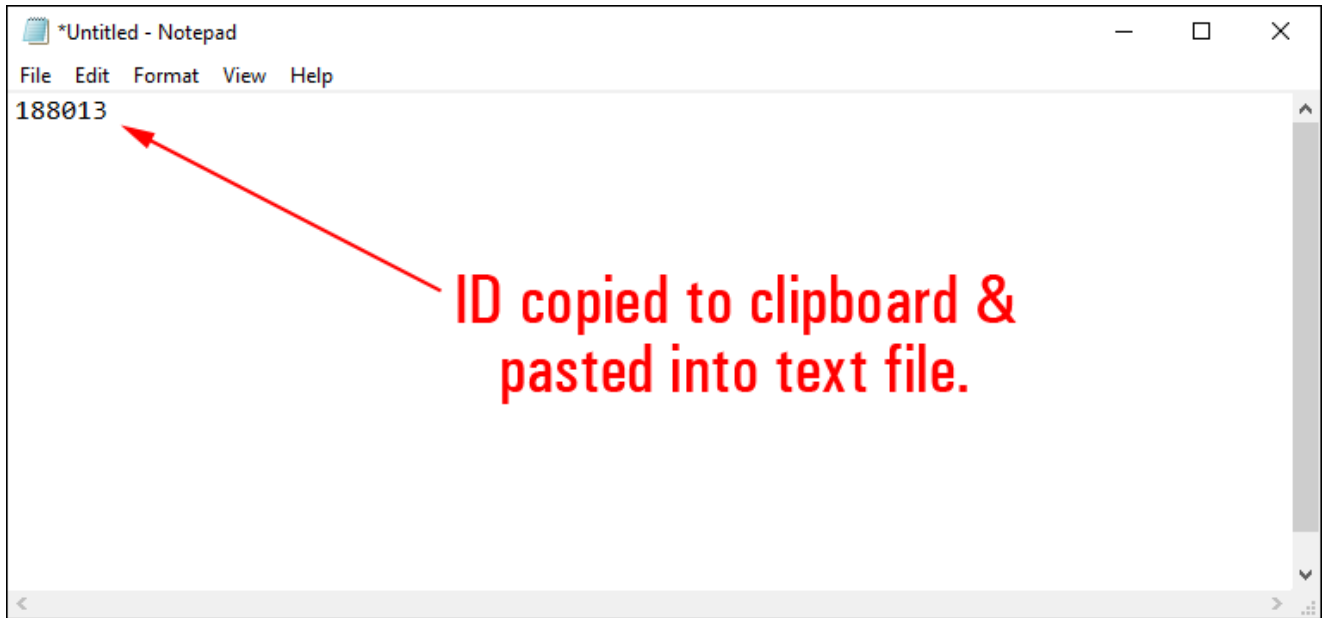 *Untitled - Notepad
File Edit Format View Help
188013
ID copied to clipboard &
pasted into text file.